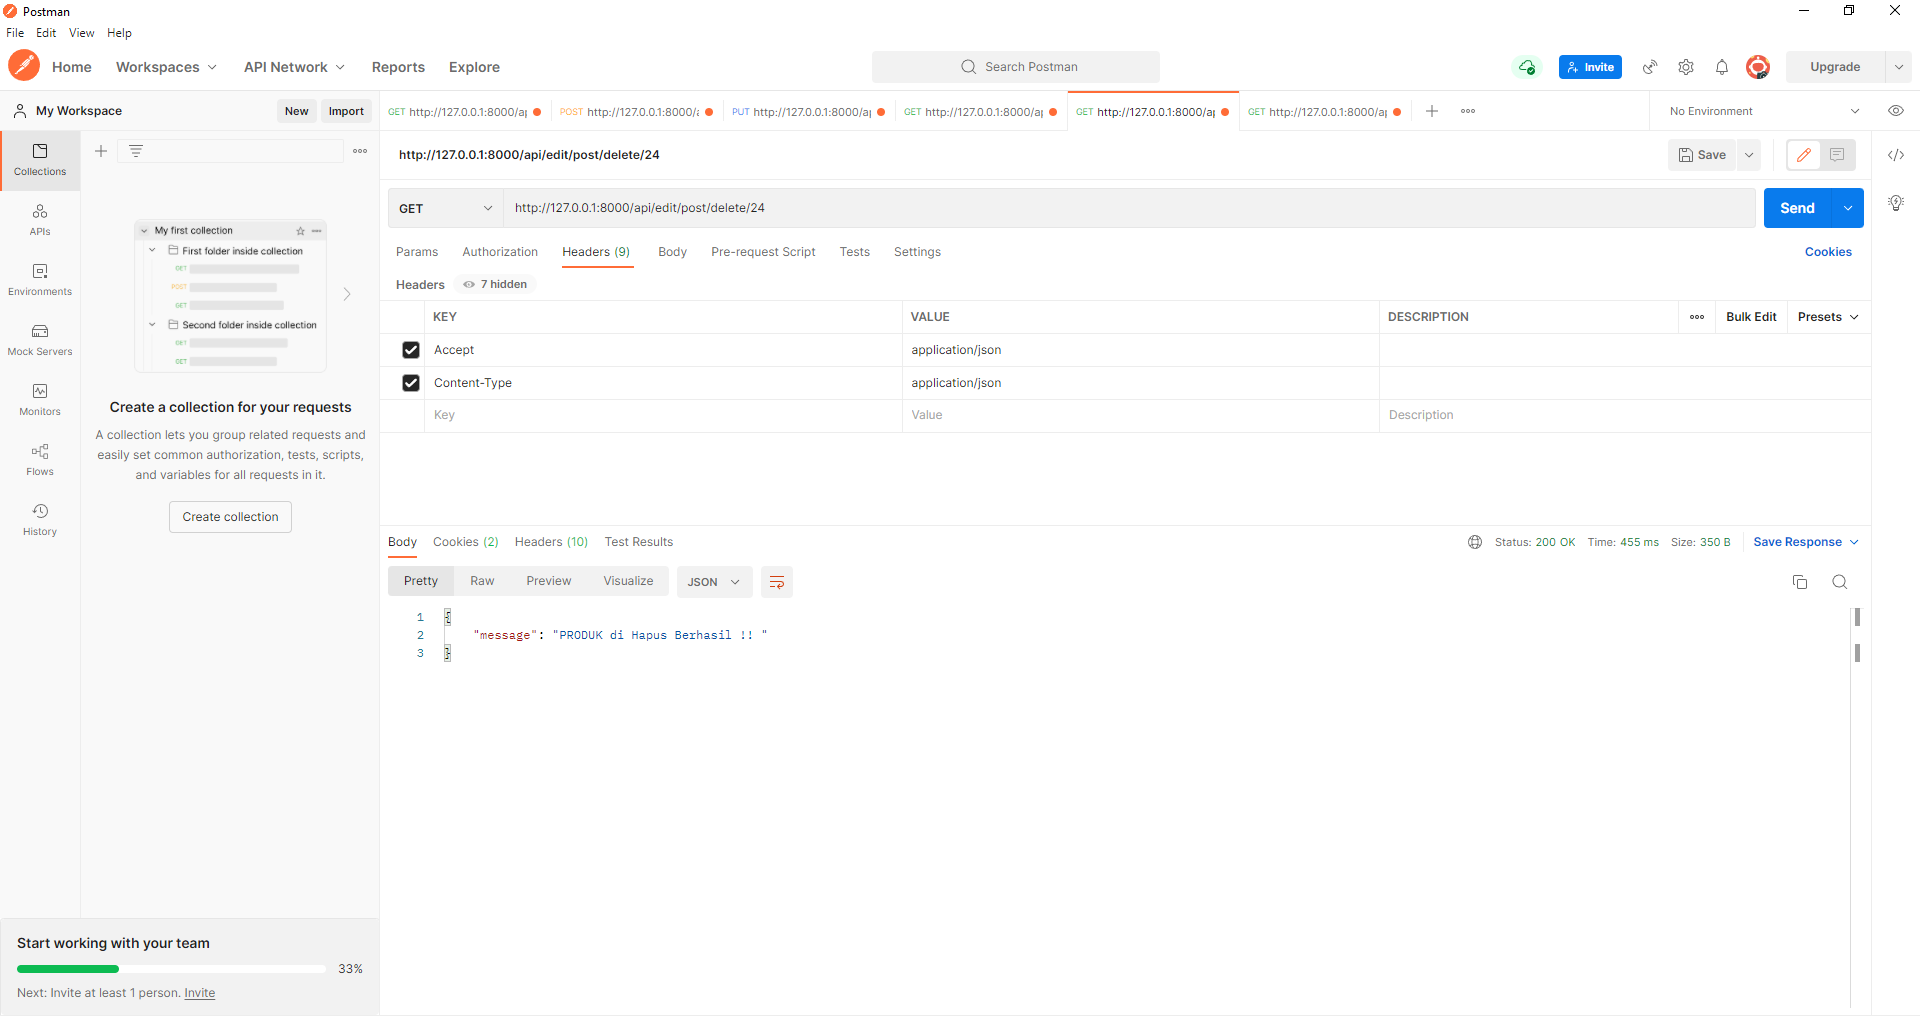 Postman
File Edit View Help
Home Workspaces API Network Reports Explore Search Postman Invite Upgrade
My Workspace New Import GET http://127.0.0.1:8000/a POST http://127.0.0.1:8000/ PUT http://127.0.0.1:8000/a GET http://127.0.0.1:8000/a GET http://127.0.0.1:8000/a GET http://127.0.0.1:8000/a No Environment
http://127.0.0.1:8000/api/edit/post/delete/24 Save
GET http://127.0.0.1:8000/api/edit/post/delete/24 Send
Params Authorization Headers (9) Body Pre-request Script Tests Settings Cookies
Headers 7 hidden
KEY VALUE DESCRIPTION Bulk Edit Presets
Accept application/json
Content-Type application/json
Key Value Description
Collections
APIs
Environments
Mock Servers
Monitors
Flows
History
My first collection
First folder inside collection
GET
POST
GET
Second folder inside collection
GET
GET
Create a collection for your requests
A collection lets you group related requests and
easily set common authorization, tests, scripts,
and variables for all requests in it.
Create collection
Body Cookies (2) Headers (10) Test Results Status: 200 OK Time: 455 ms Size: 350 B Save Response
Pretty Raw Preview Visualize JSON
1 {
2 "message": "PRODUK di Hapus Berhasil !! "
3 }
Start working with your team
33%
Next: Invite at least 1 person. Invite